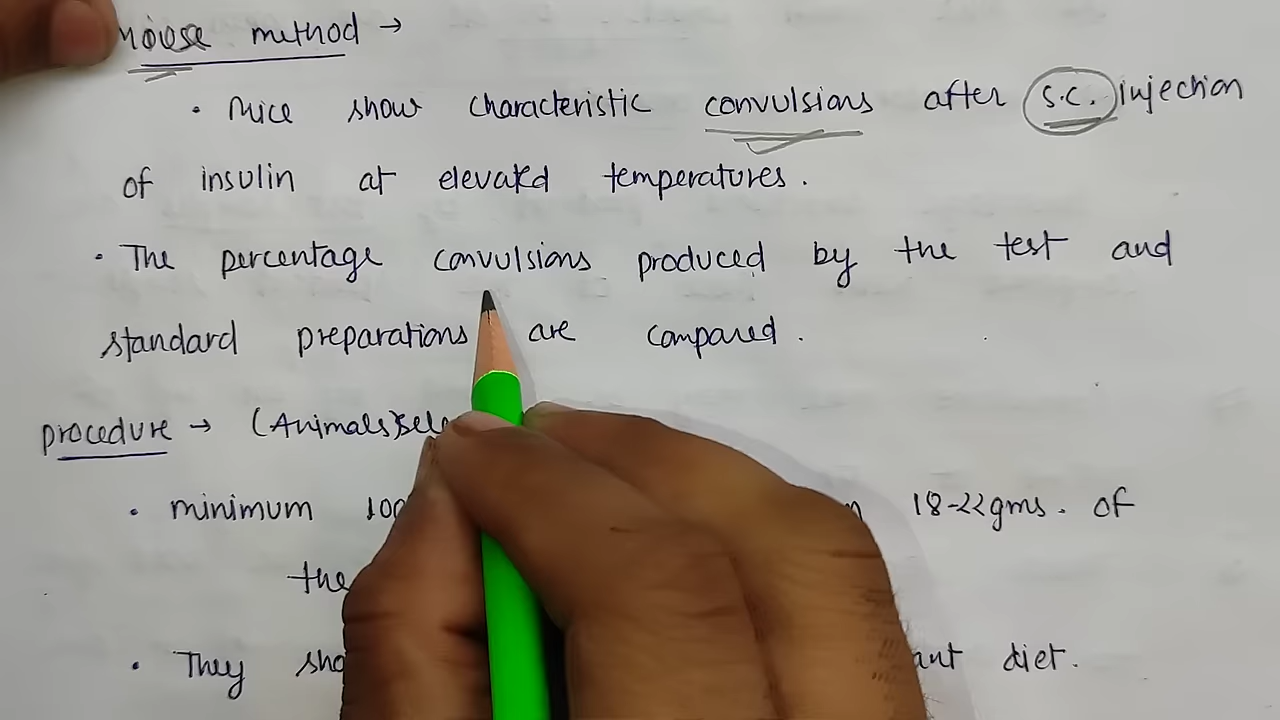 mouse method →
• Mice show characteristic convulsions after (s.c.) injection
of insulin at elevated temperatures.
• The percentage convulsions produced by the test and
standard preparations are compared.
procedure → (Animals)
• minimum 18-22gms. of
the
• They diet.